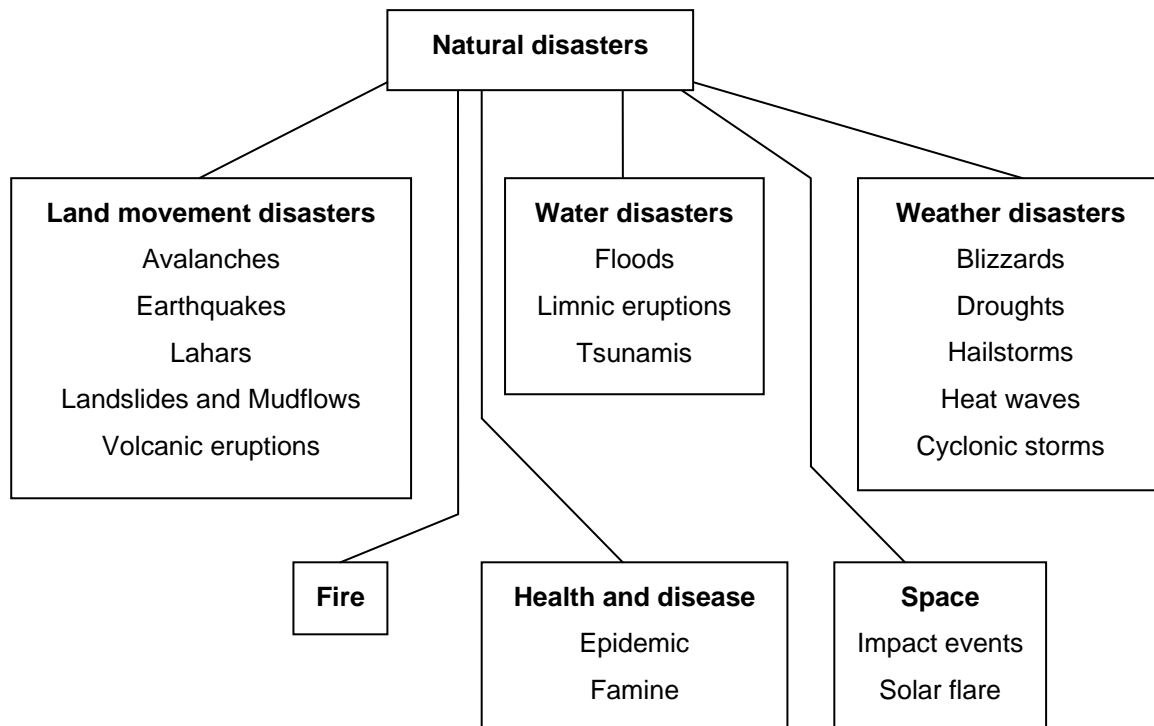 Natural disasters
Land movement disasters
Avalanches
Earthquakes
Lahars
Landslides and Mudflows
Volcanic eruptions
Water disasters
Floods
Limnic eruptions
Tsunamis
Weather disasters
Blizzards
Droughts
Hailstorms
Heat waves
Cyclonic storms
Fire
Health and disease
Epidemic
Famine
Space
Impact events
Solar flare